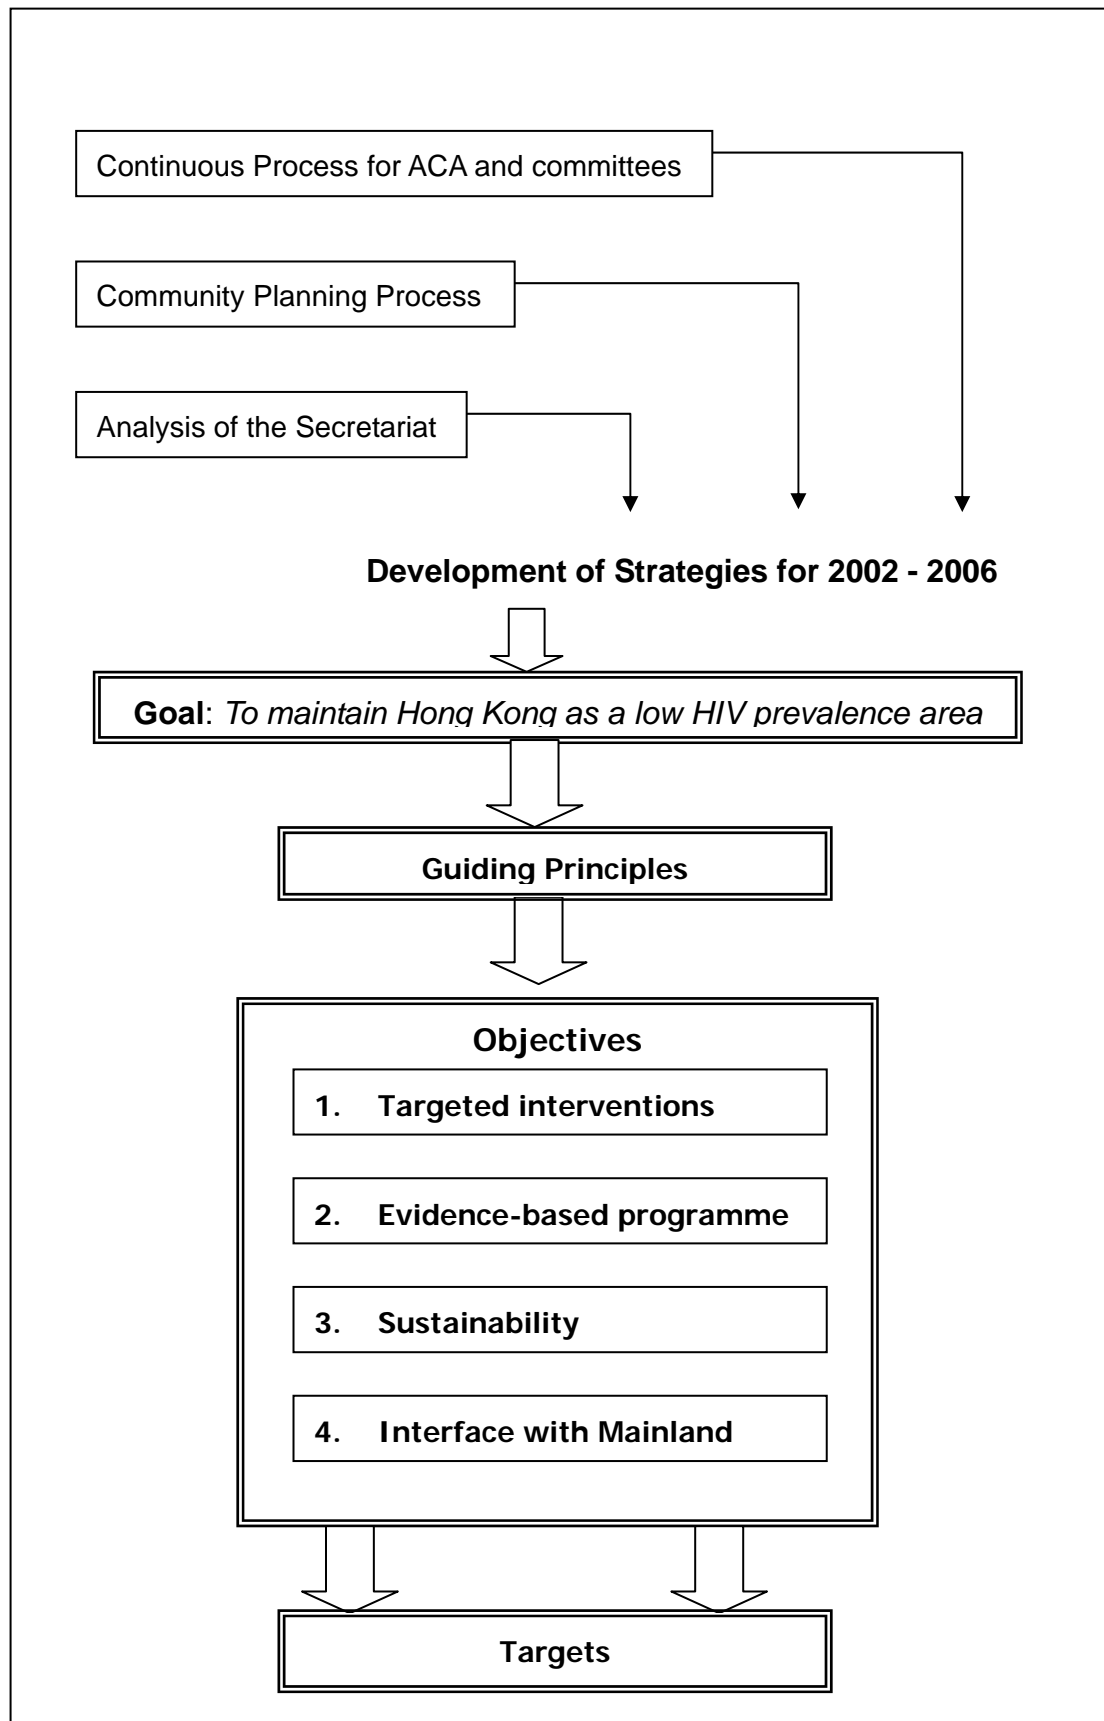 Continuous Process for ACA and committees
Community Planning Process
Analysis of the Secretariat
Development of Strategies for 2002 - 2006
Goal: To maintain Hong Kong as a low HIV prevalence area
Guiding Principles
Objectives
1. Targeted interventions
2. Evidence-based programme
3. Sustainability
4. Interface with Mainland
Targets